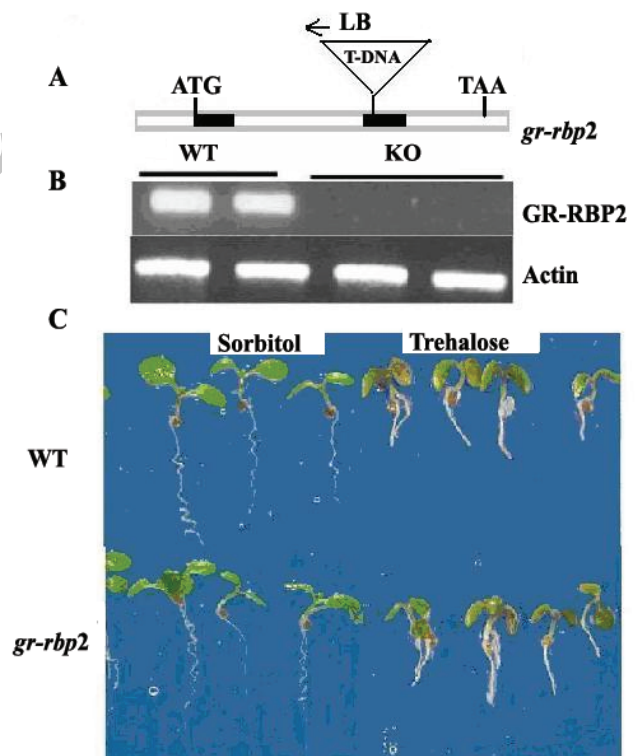 A
LB
T-DNA
ATG
TAA
gr-rbp2
WT
KO
B
GR-RBP2
Actin
C
Sorbitol
Trehalose
WT
gr-rbp2